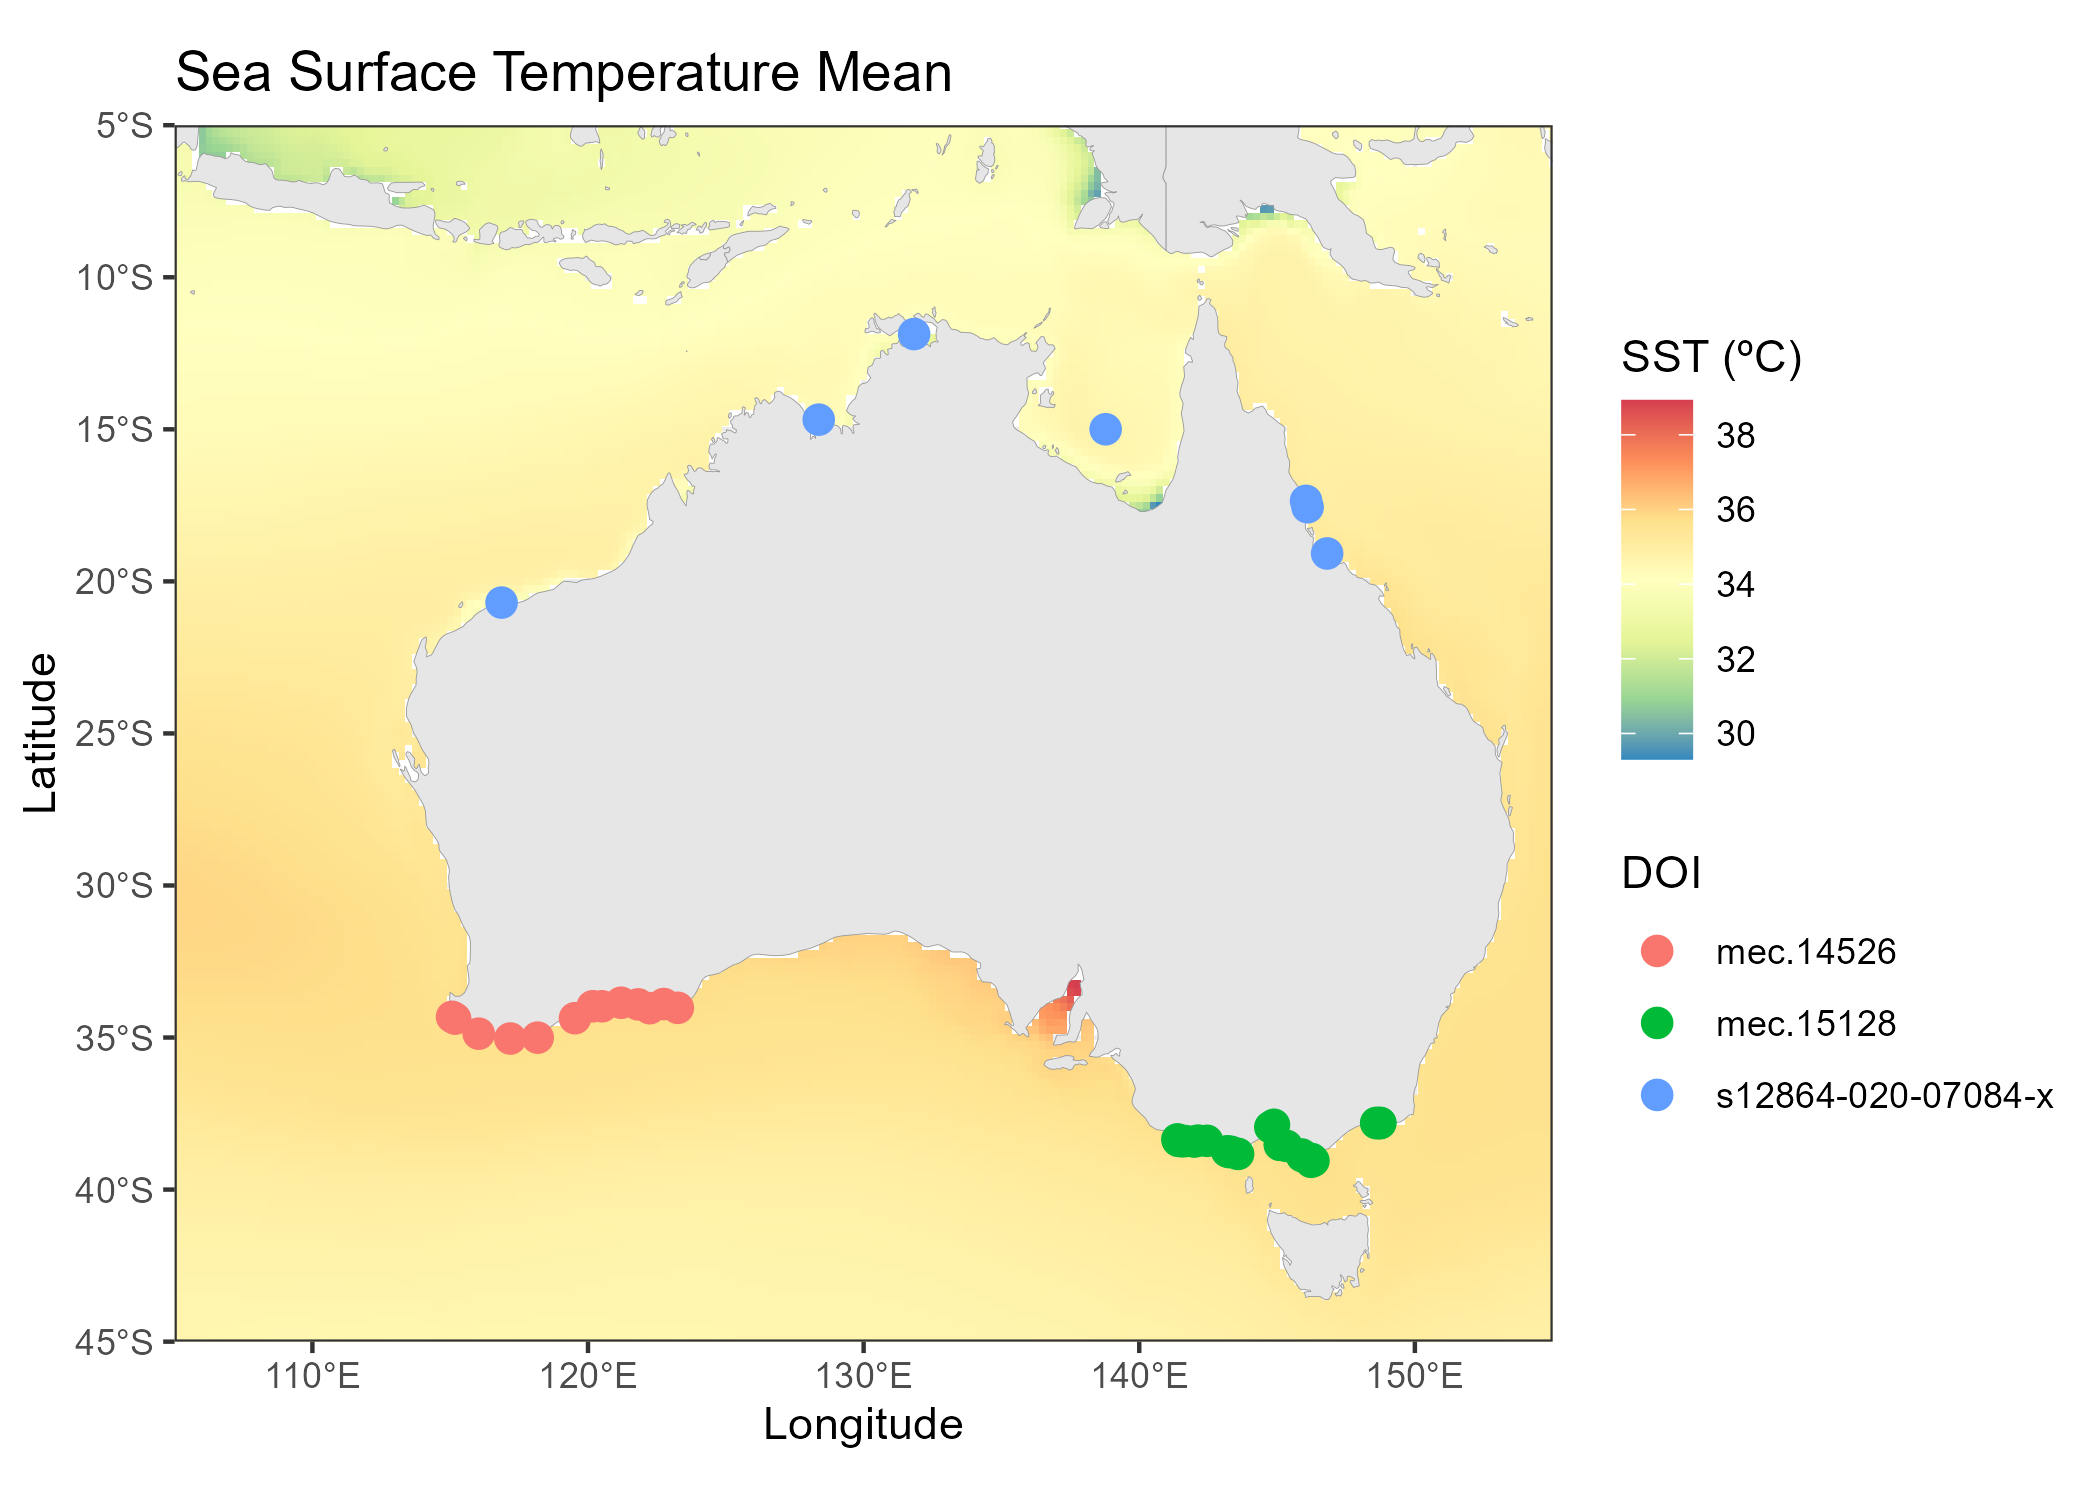 Sea Surface Temperature Mean
5°S
10°S
15°S
20°S
25°S
30°S
35°S
40°S
45°S
Latitude
110°E 120°E 130°E 140°E 150°E
Longitude
SST (ºC)
38
36
34
32
30
DOI
mec.14526
mec.15128
s12864-020-07084-x